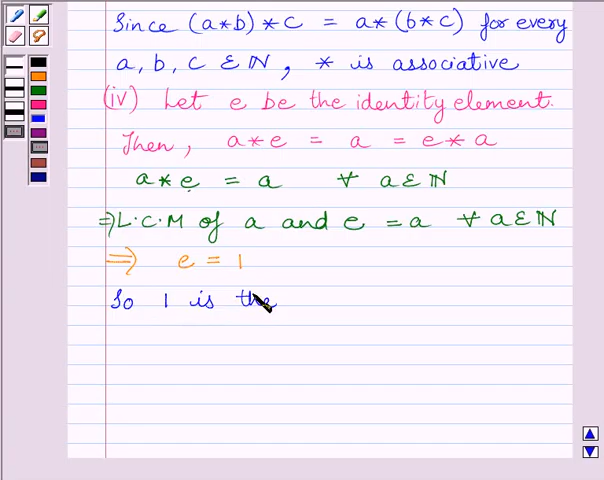 Since (a*b)*c = a*(b*c) for every
a, b, c ∈ ℕ, * is associative
(iv) Let e be the identity element.
Then, a*e = a = e*a
a*e = a ∀ a∈ℕ
⇒ L.C.M of a and e = a ∀ a∈ℕ
⇒ e = 1
So 1 is the